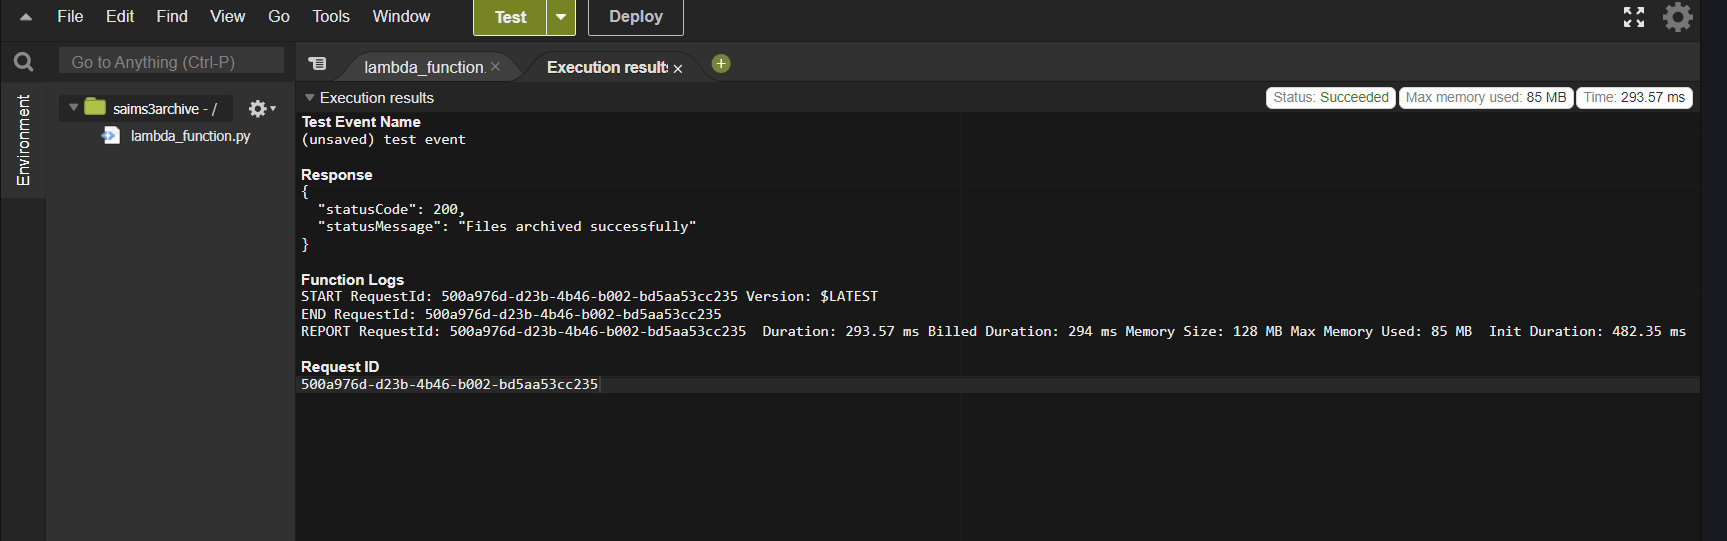 File Edit Find View Go Tools Window Test Deploy
Go to Anything (Ctrl-P)
lambda_function. Execution result
Environment
saims3archive - /
lambda_function.py
Execution results
Status: Succeeded Max memory used: 85 MB Time: 293.57 ms
Test Event Name
(unsaved) test event
Response
{
"statusCode": 200,
"statusMessage": "Files archived successfully"
}
Function Logs
START RequestId: 500a976d-d23b-4b46-b002-bd5aa53cc235 Version: $LATEST
END RequestId: 500a976d-d23b-4b46-b002-bd5aa53cc235
REPORT RequestId: 500a976d-d23b-4b46-b002-bd5aa53cc235 Duration: 293.57 ms Billed Duration: 294 ms Memory Size: 128 MB Max Memory Used: 85 MB Init Duration: 482.35 ms
Request ID
500a976d-d23b-4b46-b002-bd5aa53cc235